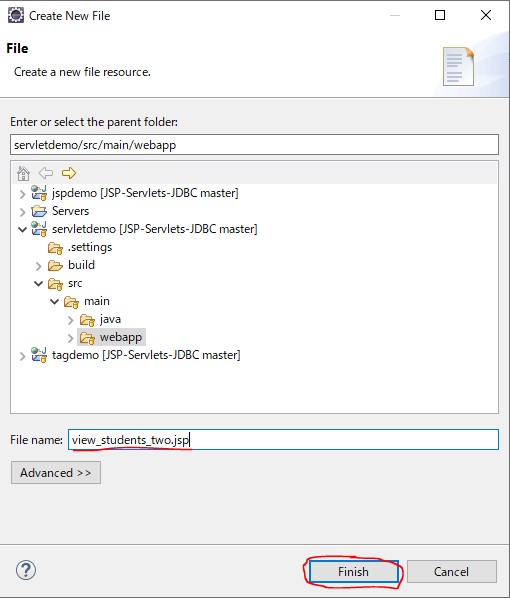 Create New File
File
Create a new file resource.
Enter or select the parent folder:
servletdemo/src/main/webapp
jspdemo [JSP-Servlets-JDBC master]
Servers
servletdemo [JSP-Servlets-JDBC master]
.settings
build
src
main
java
webapp
tagdemo [JSP-Servlets-JDBC master]
File name: view_students_two.jsp
Advanced >>
Finish Cancel